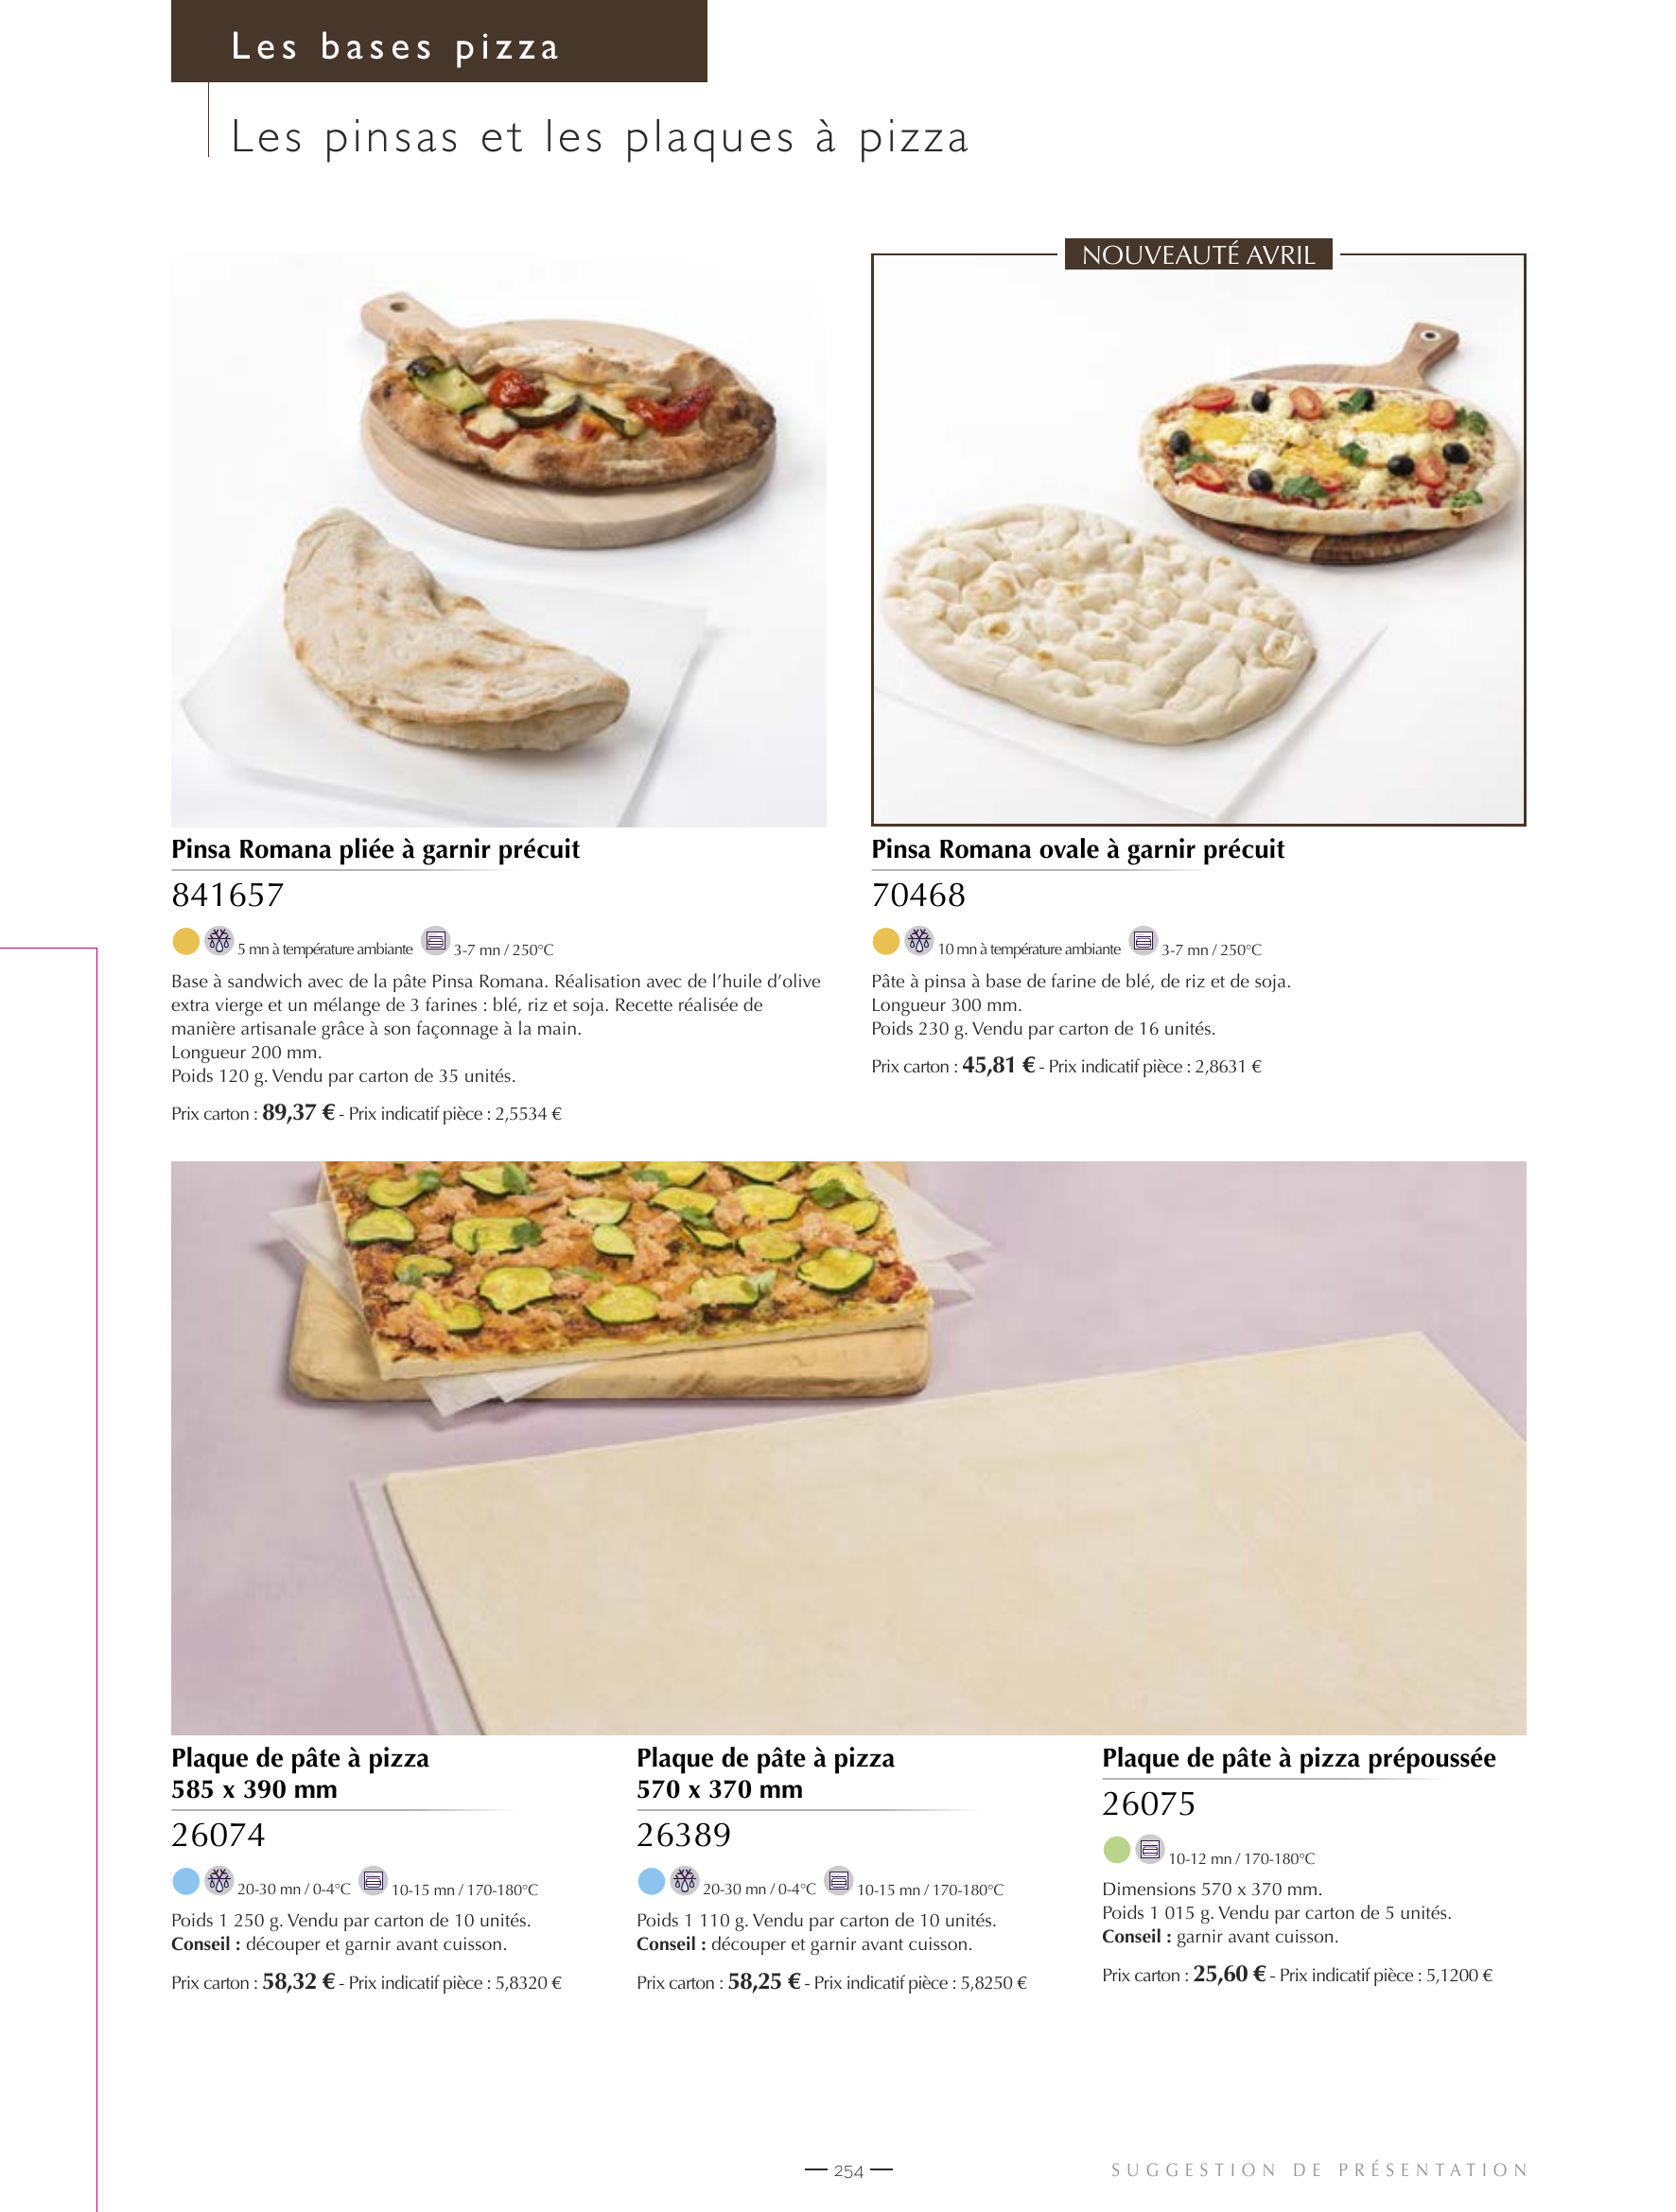 Les bases pizza
Les pinsas et les plaques à pizza
NOUVEAUTÉ AVRIL
Pinsa Romana pliée à garnir précuit
841657
5 mn à température ambiante 3-7 mn / 250°C
Base à sandwich avec de la pâte Pinsa Romana. Réalisation avec de l’huile d’olive
extra vierge et un mélange de 3 farines : blé, riz et soja. Recette réalisée de
manière artisanale grâce à son façonnage à la main.
Longueur 200 mm.
Poids 120 g. Vendu par carton de 35 unités.
Prix carton : 89,37 € - Prix indicatif pièce : 2,5534 €
Pinsa Romana ovale à garnir précuit
70468
10 mn à température ambiante 3-7 mn / 250°C
Pâte à pinsa à base de farine de blé, de riz et de soja.
Longueur 300 mm.
Poids 230 g. Vendu par carton de 16 unités.
Prix carton : 45,81 € - Prix indicatif pièce : 2,8631 €
Plaque de pâte à pizza
585 x 390 mm
26074
20-30 mn / 0-4°C 10-15 mn / 170-180°C
Poids 1 250 g. Vendu par carton de 10 unités.
Conseil : découper et garnir avant cuisson.
Prix carton : 58,32 € - Prix indicatif pièce : 5,8320 €
Plaque de pâte à pizza
570 x 370 mm
26389
20-30 mn / 0-4°C 10-15 mn / 170-180°C
Poids 1 110 g. Vendu par carton de 10 unités.
Conseil : découper et garnir avant cuisson.
Prix carton : 58,25 € - Prix indicatif pièce : 5,8250 €
Plaque de pâte à pizza prépoussée
26075
10-12 mn / 170-180°C
Dimensions 570 x 370 mm.
Poids 1 015 g. Vendu par carton de 5 unités.
Conseil : garnir avant cuisson.
Prix carton : 25,60 € - Prix indicatif pièce : 5,1200 €
254
SUGGESTION DE PRÉSENTATION